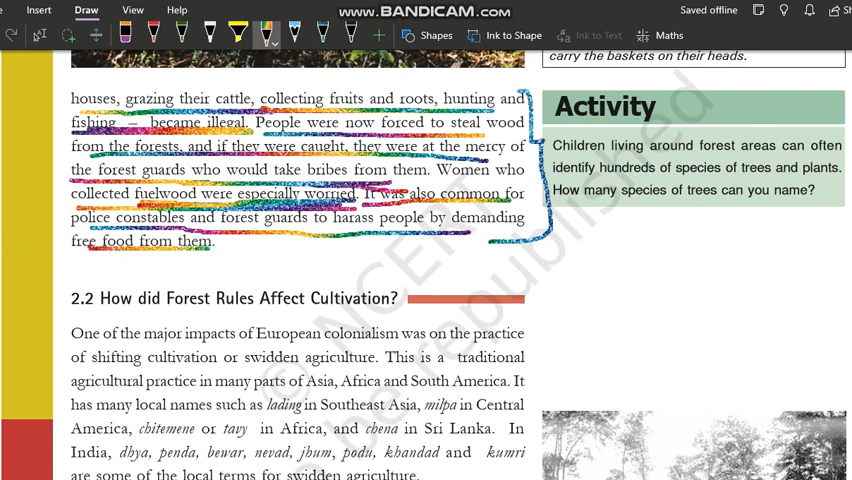 www.BANDICAM.com
Insert Draw View Help Saved offline
Shapes Ink to Shape Ink to Text Maths
carry the baskets on their heads.
houses, grazing their cattle, collecting fruits and roots, hunting and
fishing – became illegal. People were now forced to steal wood
from the forests, and if they were caught, they were at the mercy of
the forest guards who would take bribes from them. Women who
collected fuelwood were especially worried. It was also common for
police constables and forest guards to harass people by demanding
free food from them.
Activity
Children living around forest areas can often
identify hundreds of species of trees and plants.
How many species of trees can you name?
2.2 How did Forest Rules Affect Cultivation?
One of the major impacts of European colonialism was on the practice
of shifting cultivation or swidden agriculture. This is a traditional
agricultural practice in many parts of Asia, Africa and South America. It
has many local names such as lading in Southeast Asia, milpa in Central
America, chitemene or tavy in Africa, and chena in Sri Lanka. In
India, dhya, penda, bewar, nevad, jhum, podu, khandad and kumri
are some of the local terms for swidden agriculture.
© NCERT
be republished